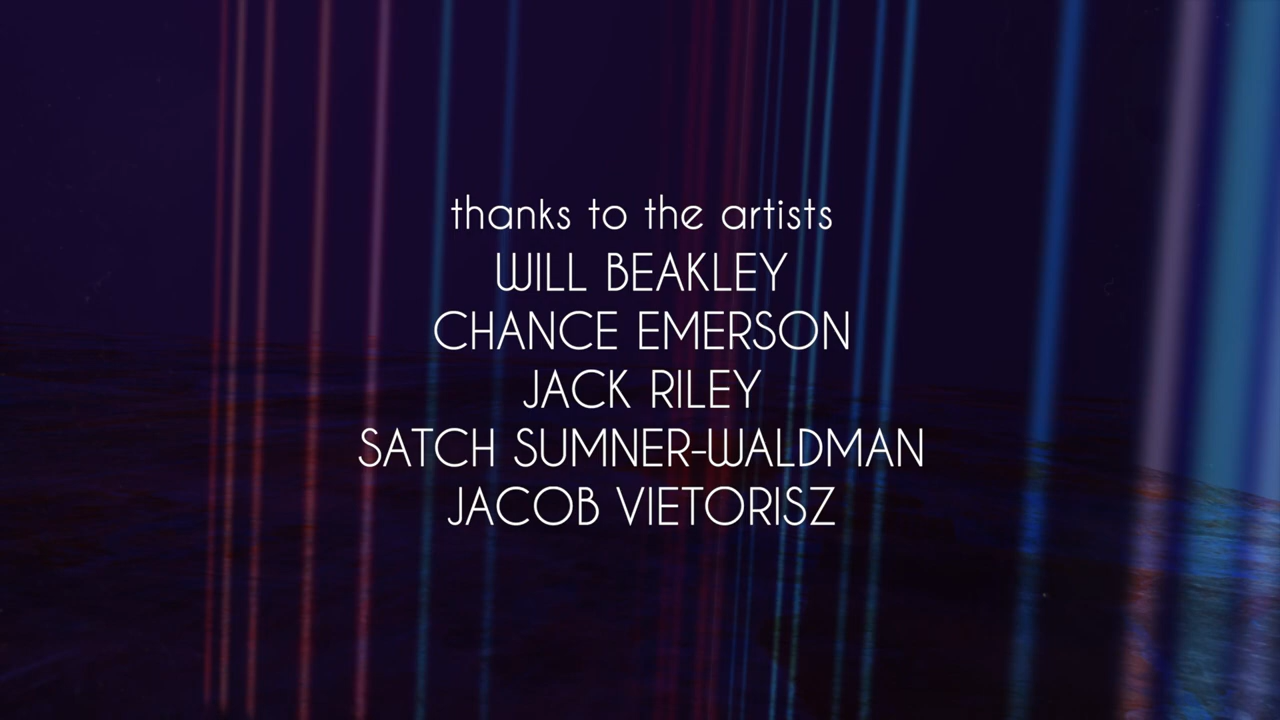 thanks to the artists
WILL BEAKLEY
CHANCE EMERSON
JACK RILEY
SATCH SUMNER-WALDMAN
JACOB VIETORISZ